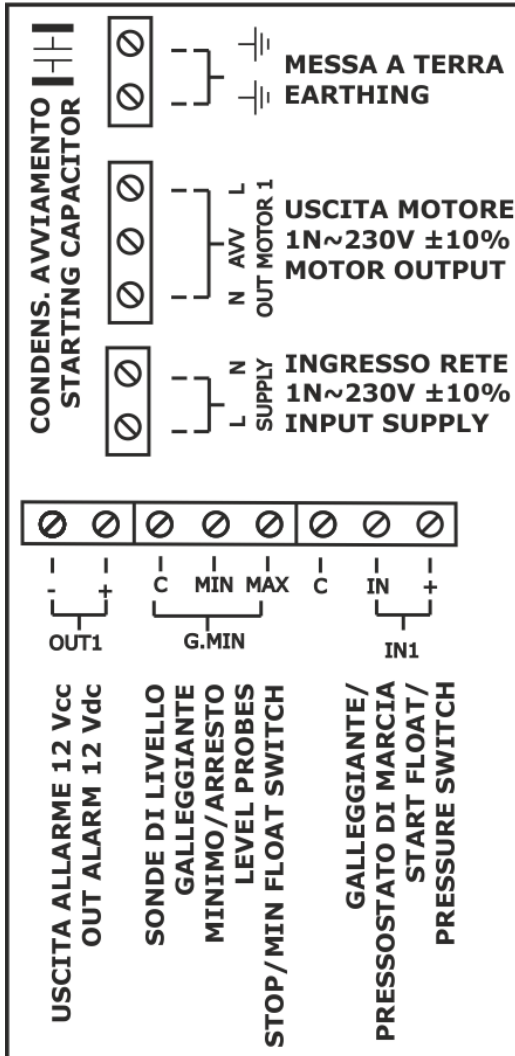 CONDENS. AVVIAMENTO
STARTING CAPACITOR
MESSA A TERRA
EARTHING
L
AVV
N
OUT MOTOR 1
USCITA MOTORE
1N~230V ±10%
MOTOR OUTPUT
N
L
SUPPLY
INGRESSO RETE
1N~230V ±10%
INPUT SUPPLY
- + C MIN MAX C IN +
OUT1 G.MIN IN1
USCITA ALLARME 12 Vcc
OUT ALARM 12 Vdc
SONDE DI LIVELLO
GALLEGGIANTE
MINIMO/ARRESTO
LEVEL PROBES
STOP/MIN FLOAT SWITCH
GALLEGGIANTE/
PRESSOSTATO DI MARCIA
START FLOAT/
PRESSURE SWITCH